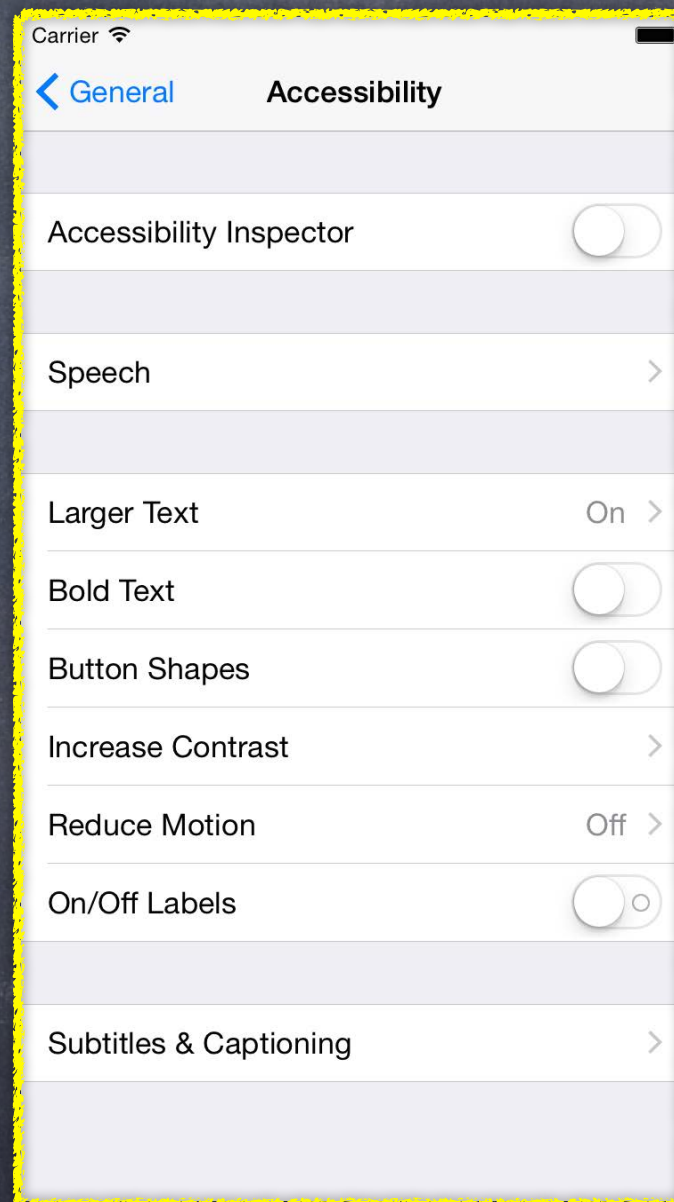 Carrier
General Accessibility
Accessibility Inspector
Speech
Larger Text On
Bold Text
Button Shapes
Increase Contrast
Reduce Motion Off
On/Off Labels
Subtitles & Captioning